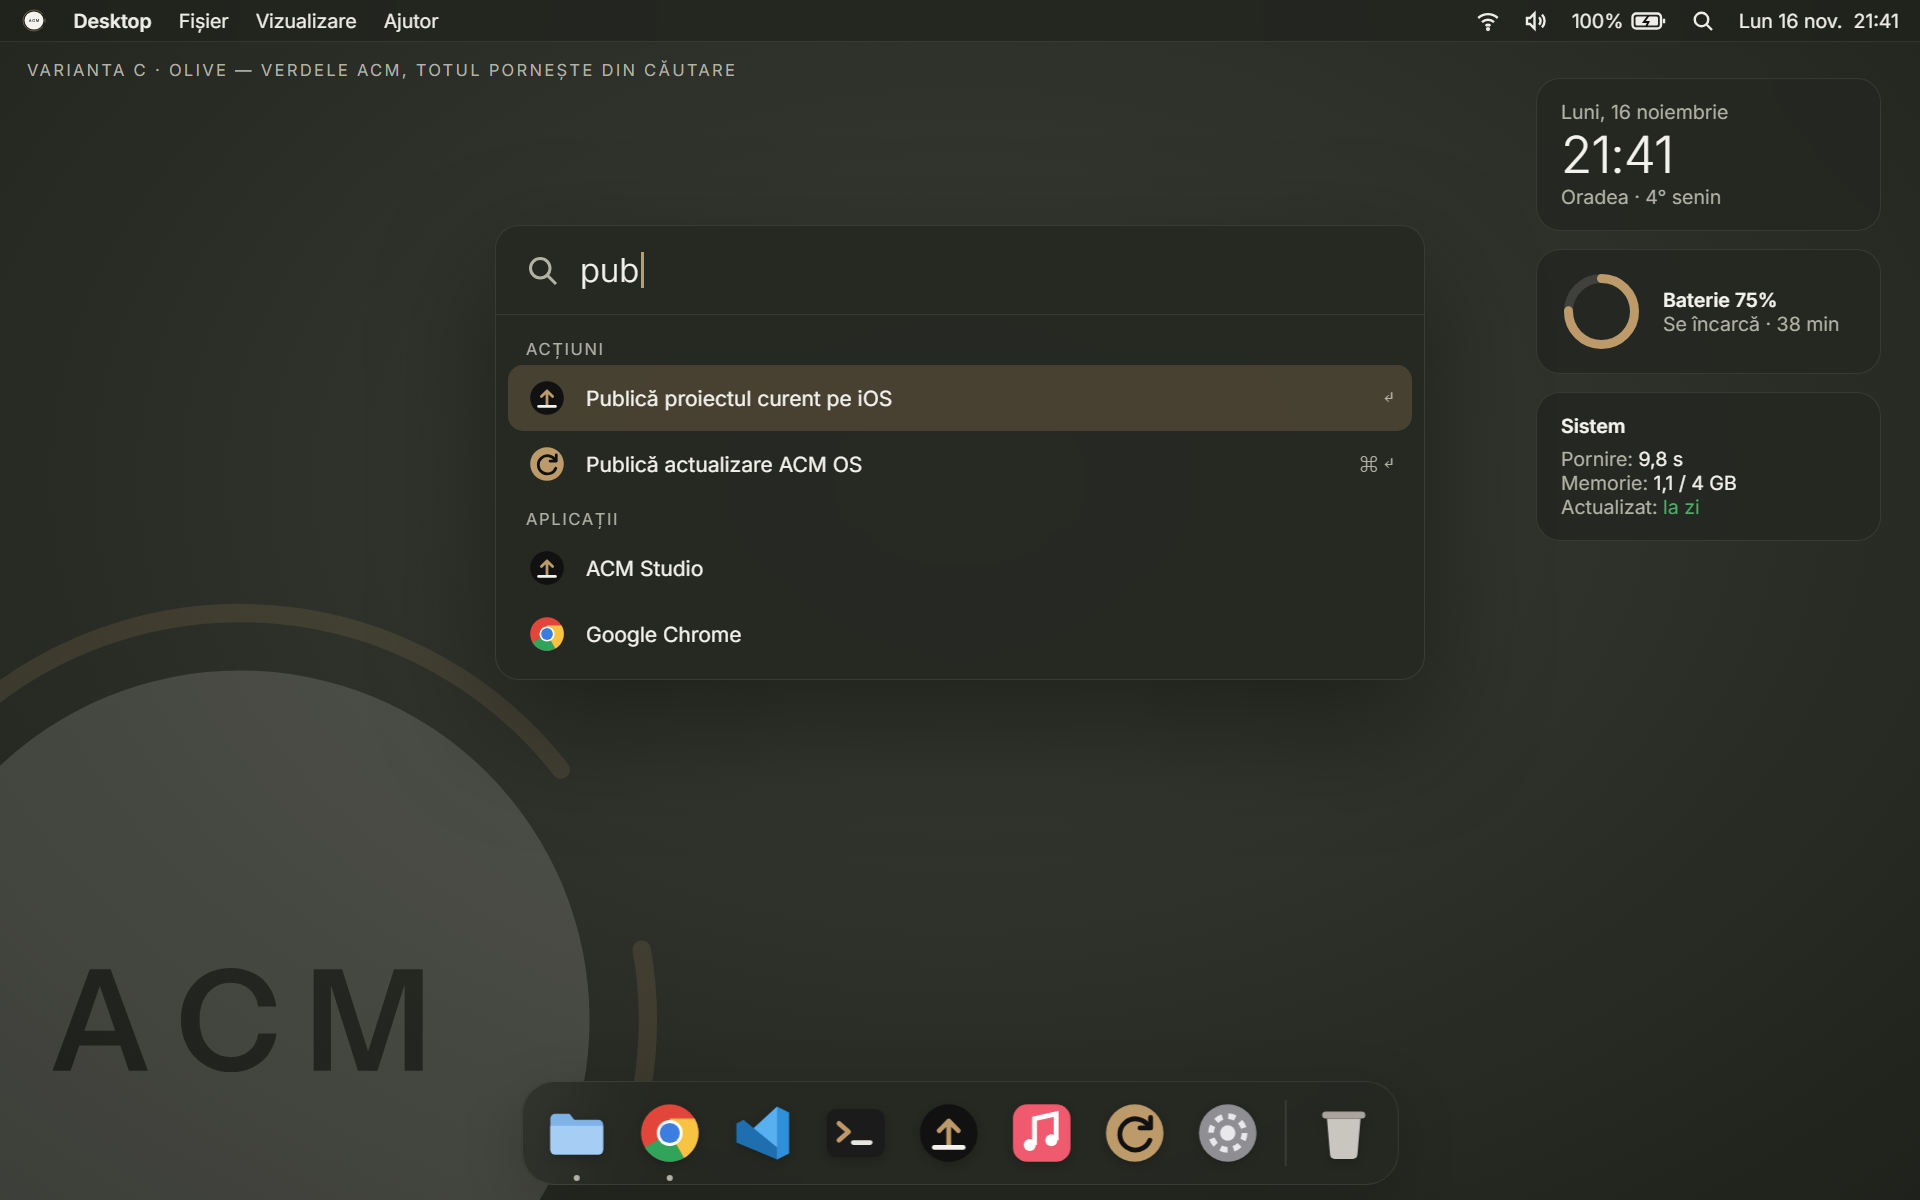 ACM
Desktop Fișier Vizualizare Ajutor
100% Lun 16 nov. 21:41
VARIANTA C · OLIVE — VERDELE ACM, TOTUL PORNEȘTE DIN CĂUTARE
Luni, 16 noiembrie
21:41
Oradea · 4° senin
Baterie 75%
Se încarcă · 38 min
Sistem
Pornire: 9,8 s
Memorie: 1,1 / 4 GB
Actualizat: la zi
pub
ACȚIUNI
Publică proiectul curent pe iOS ↵
Publică actualizare ACM OS ⌘ ↵
APLICAȚII
ACM Studio
Google Chrome
ACM